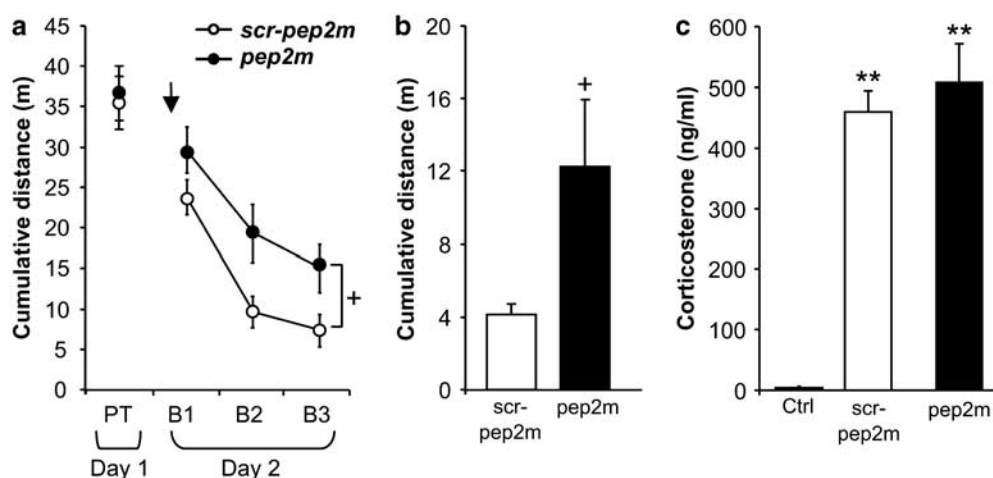 a
scr-pep2m
pep2m
Cumulative distance (m)
45
40
35
30
25
20
15
10
5
0
+
PT
B1
B2
B3
Day 1
Day 2
b
Cumulative distance (m)
20
16
12
8
4
0
+
scr-
pep2m
pep2m
c
Corticosterone (ng/ml)
600
500
400
300
200
100
0
**
**
Ctrl
scr-
pep2m
pep2m